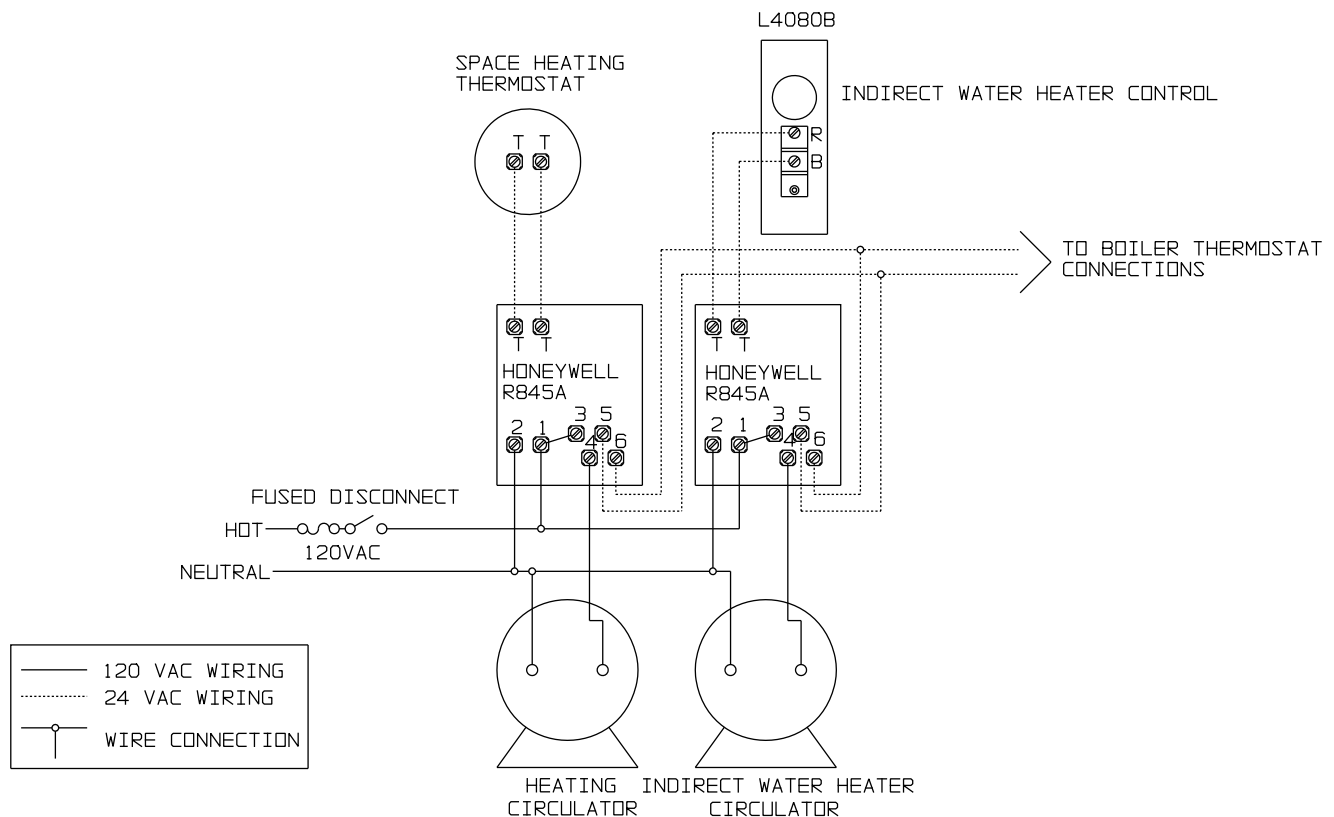 L4080B
SPACE HEATING
THERMOSTAT
INDIRECT WATER HEATER CONTROL
T T
R
B
TO BOILER THERMOSTAT
CONNECTIONS
T T
HONEYWELL
R845A
2 1 3 5
4 6
T T
HONEYWELL
R845A
2 1 3 5
4 6
FUSED DISCONNECT
HOT
120VAC
NEUTRAL
120 VAC WIRING
24 VAC WIRING
WIRE CONNECTION
HEATING
CIRCULATOR
INDIRECT WATER HEATER
CIRCULATOR